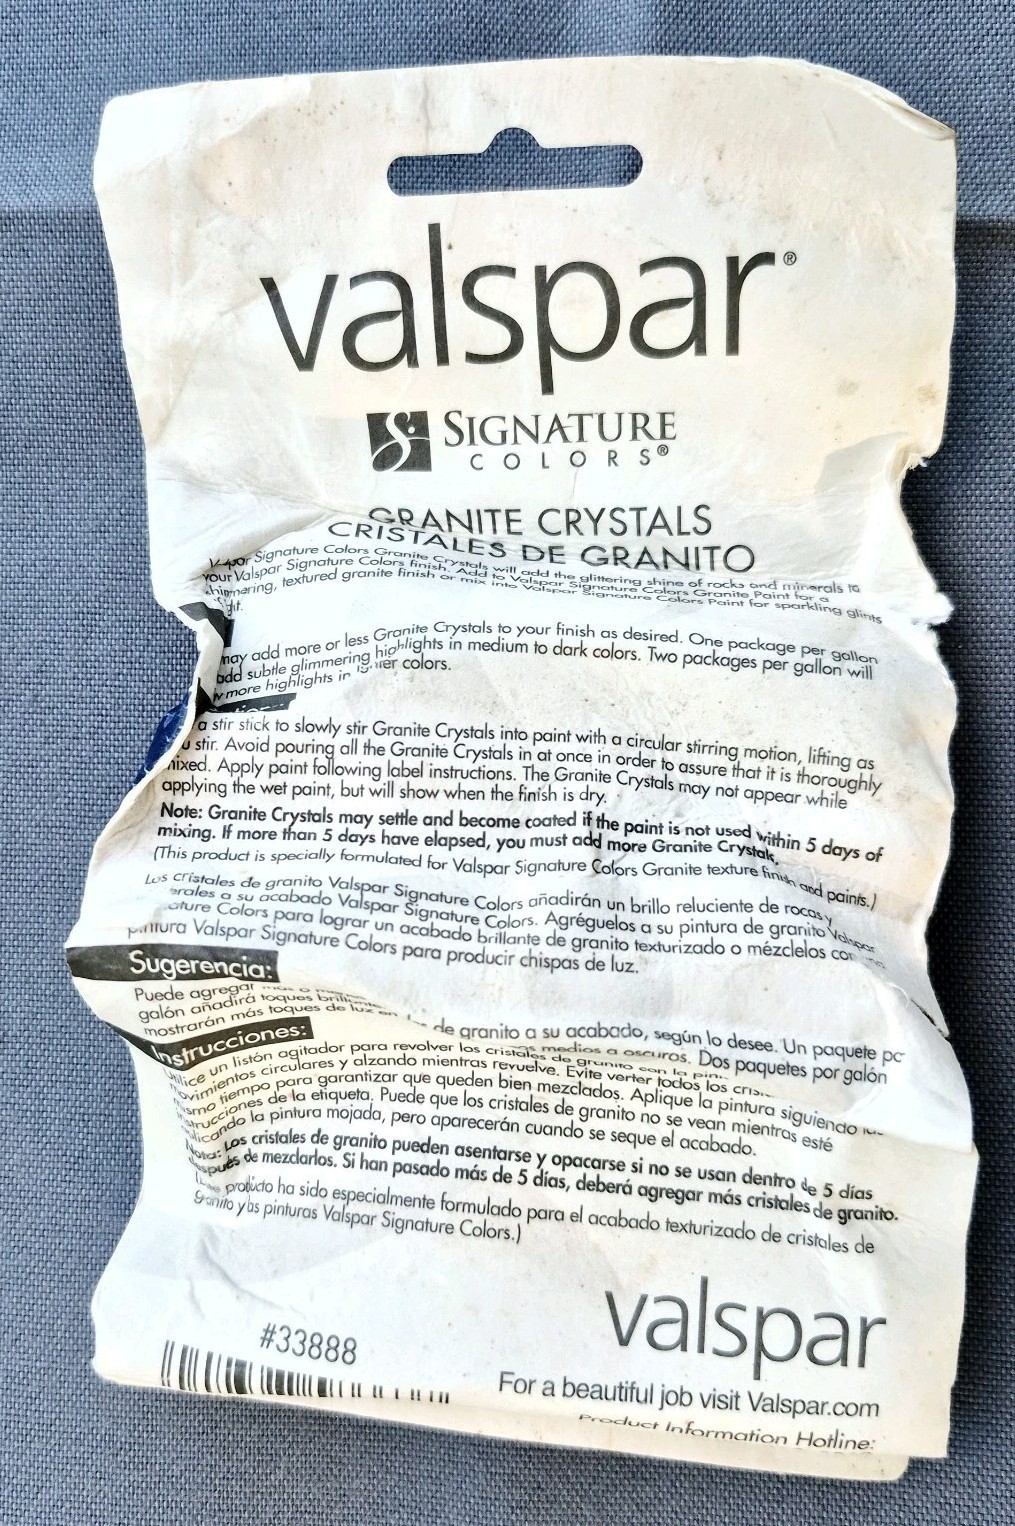 valspar®
SIGNATURE
COLORS®
GRANITE CRYSTALS
CRISTALES DE GRANITO
Signature Colors Granite Crystals will add the glittering shine of rocks and minerals to
your Valspar Signature Colors finish. Add to Valspar Signature Colors Granite Paint for a
shimmering, textured granite finish or mix into Valspar Signature Colors Paint for sparkling glints
may add more or less Granite Crystals to your finish as desired. One package per gallon
add subtle glimmering highlights in medium to dark colors. Two packages per gallon will
more highlights in colors.
a stir stick to slowly stir Granite Crystals into paint with a circular stirring motion, lifting as
stir. Avoid pouring all the Granite Crystals in at once in order to assure that it is thoroughly
mixed. Apply paint following label instructions. The Granite Crystals may not appear while
applying the wet paint, but will show when the finish is dry.
Note: Granite Crystals may settle and become coated if the paint is not used within 5 days of
mixing. If more than 5 days have elapsed, you must add more Granite Crystals.
(This product is specially formulated for Valspar Signature Colors Granite texture finish and paints.)
Los cristales de granito Valspar Signature Colors añadirán un brillo reluciente de rocas y
erales a su acabado Valspar Signature Colors. Agréguelos a su pintura de granito Valspar
ature Colors para lograr un acabado brillante de granito texturizado o mézclelos con
pintura Valspar Signature Colors para producir chispas de luz.
Sugerencia:
Puede agregar de granito a su acabado, según lo desee. Un paquete po
galón añadirá toques medios a oscuros. Dos paquetes por galón
mostrarán más toques de luz en
Instrucciones:
Utilice un listón agitador para revolver los cristales de granito con la
ovimientos circulares y alzando mientras revuelve. Evite verter todos los
smo tiempo para garantizar que queden bien mezclados. Aplique la pintura siguiendo
strucciones de la etiqueta. Puede que los cristales de granito no se vean mientras esté
licando la pintura mojada, pero aparecerán cuando se seque el acabado.
Nota: Los cristales de granito pueden asentarse y opacarse si no se usan dentro de 5 días
después de mezclarlos. Si han pasado más de 5 días, deberá agregar más cristales de granito.
producto ha sido especialmente formulado para el acabado texturizado de cristales de
granito y las pinturas Valspar Signature Colors.)
#33888
valspar
For a beautiful job visit Valspar.com
Product Information Hotline: